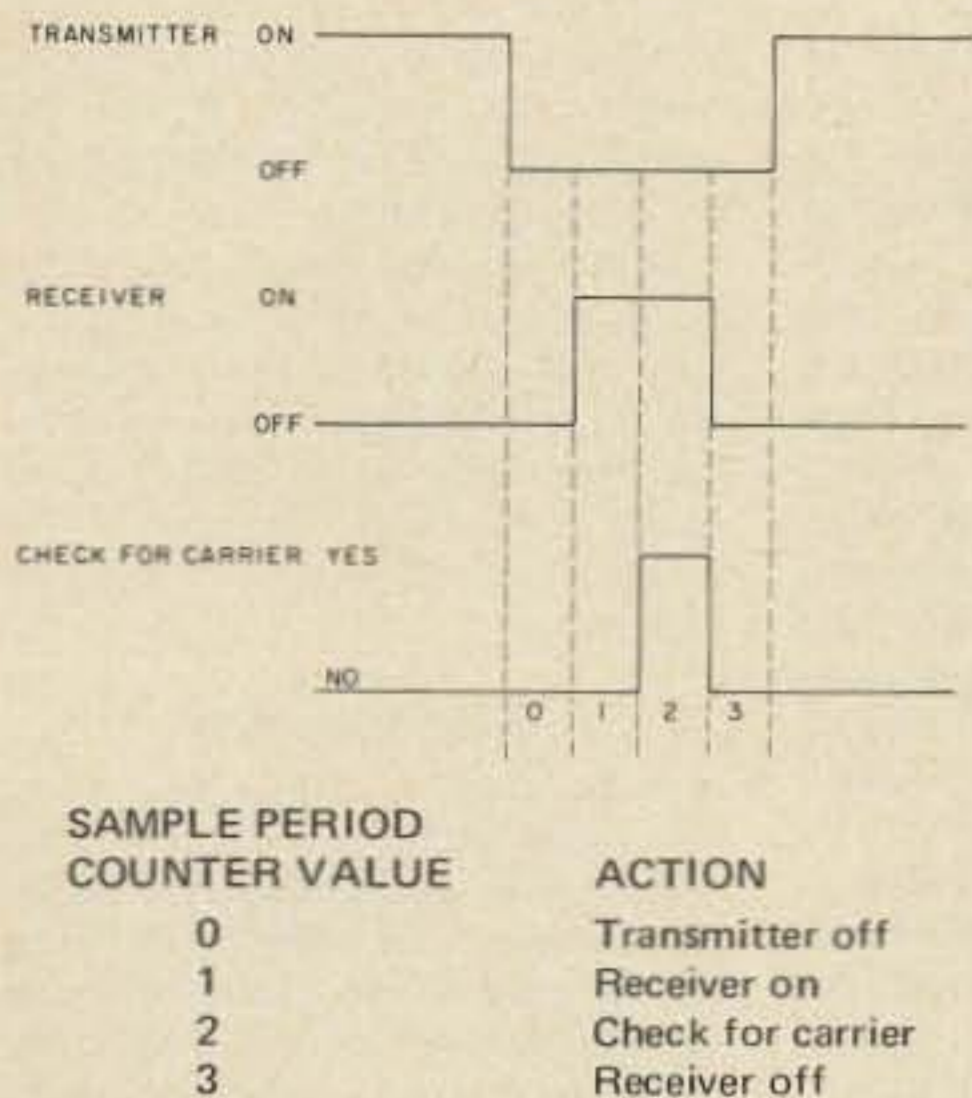 TRANSMITTER ON
OFF
RECEIVER ON
OFF
CHECK FOR CARRIER YES
NO
0 1 2 3
SAMPLE PERIOD
COUNTER VALUE ACTION
0 Transmitter off
1 Receiver on
2 Check for carrier
3 Receiver off